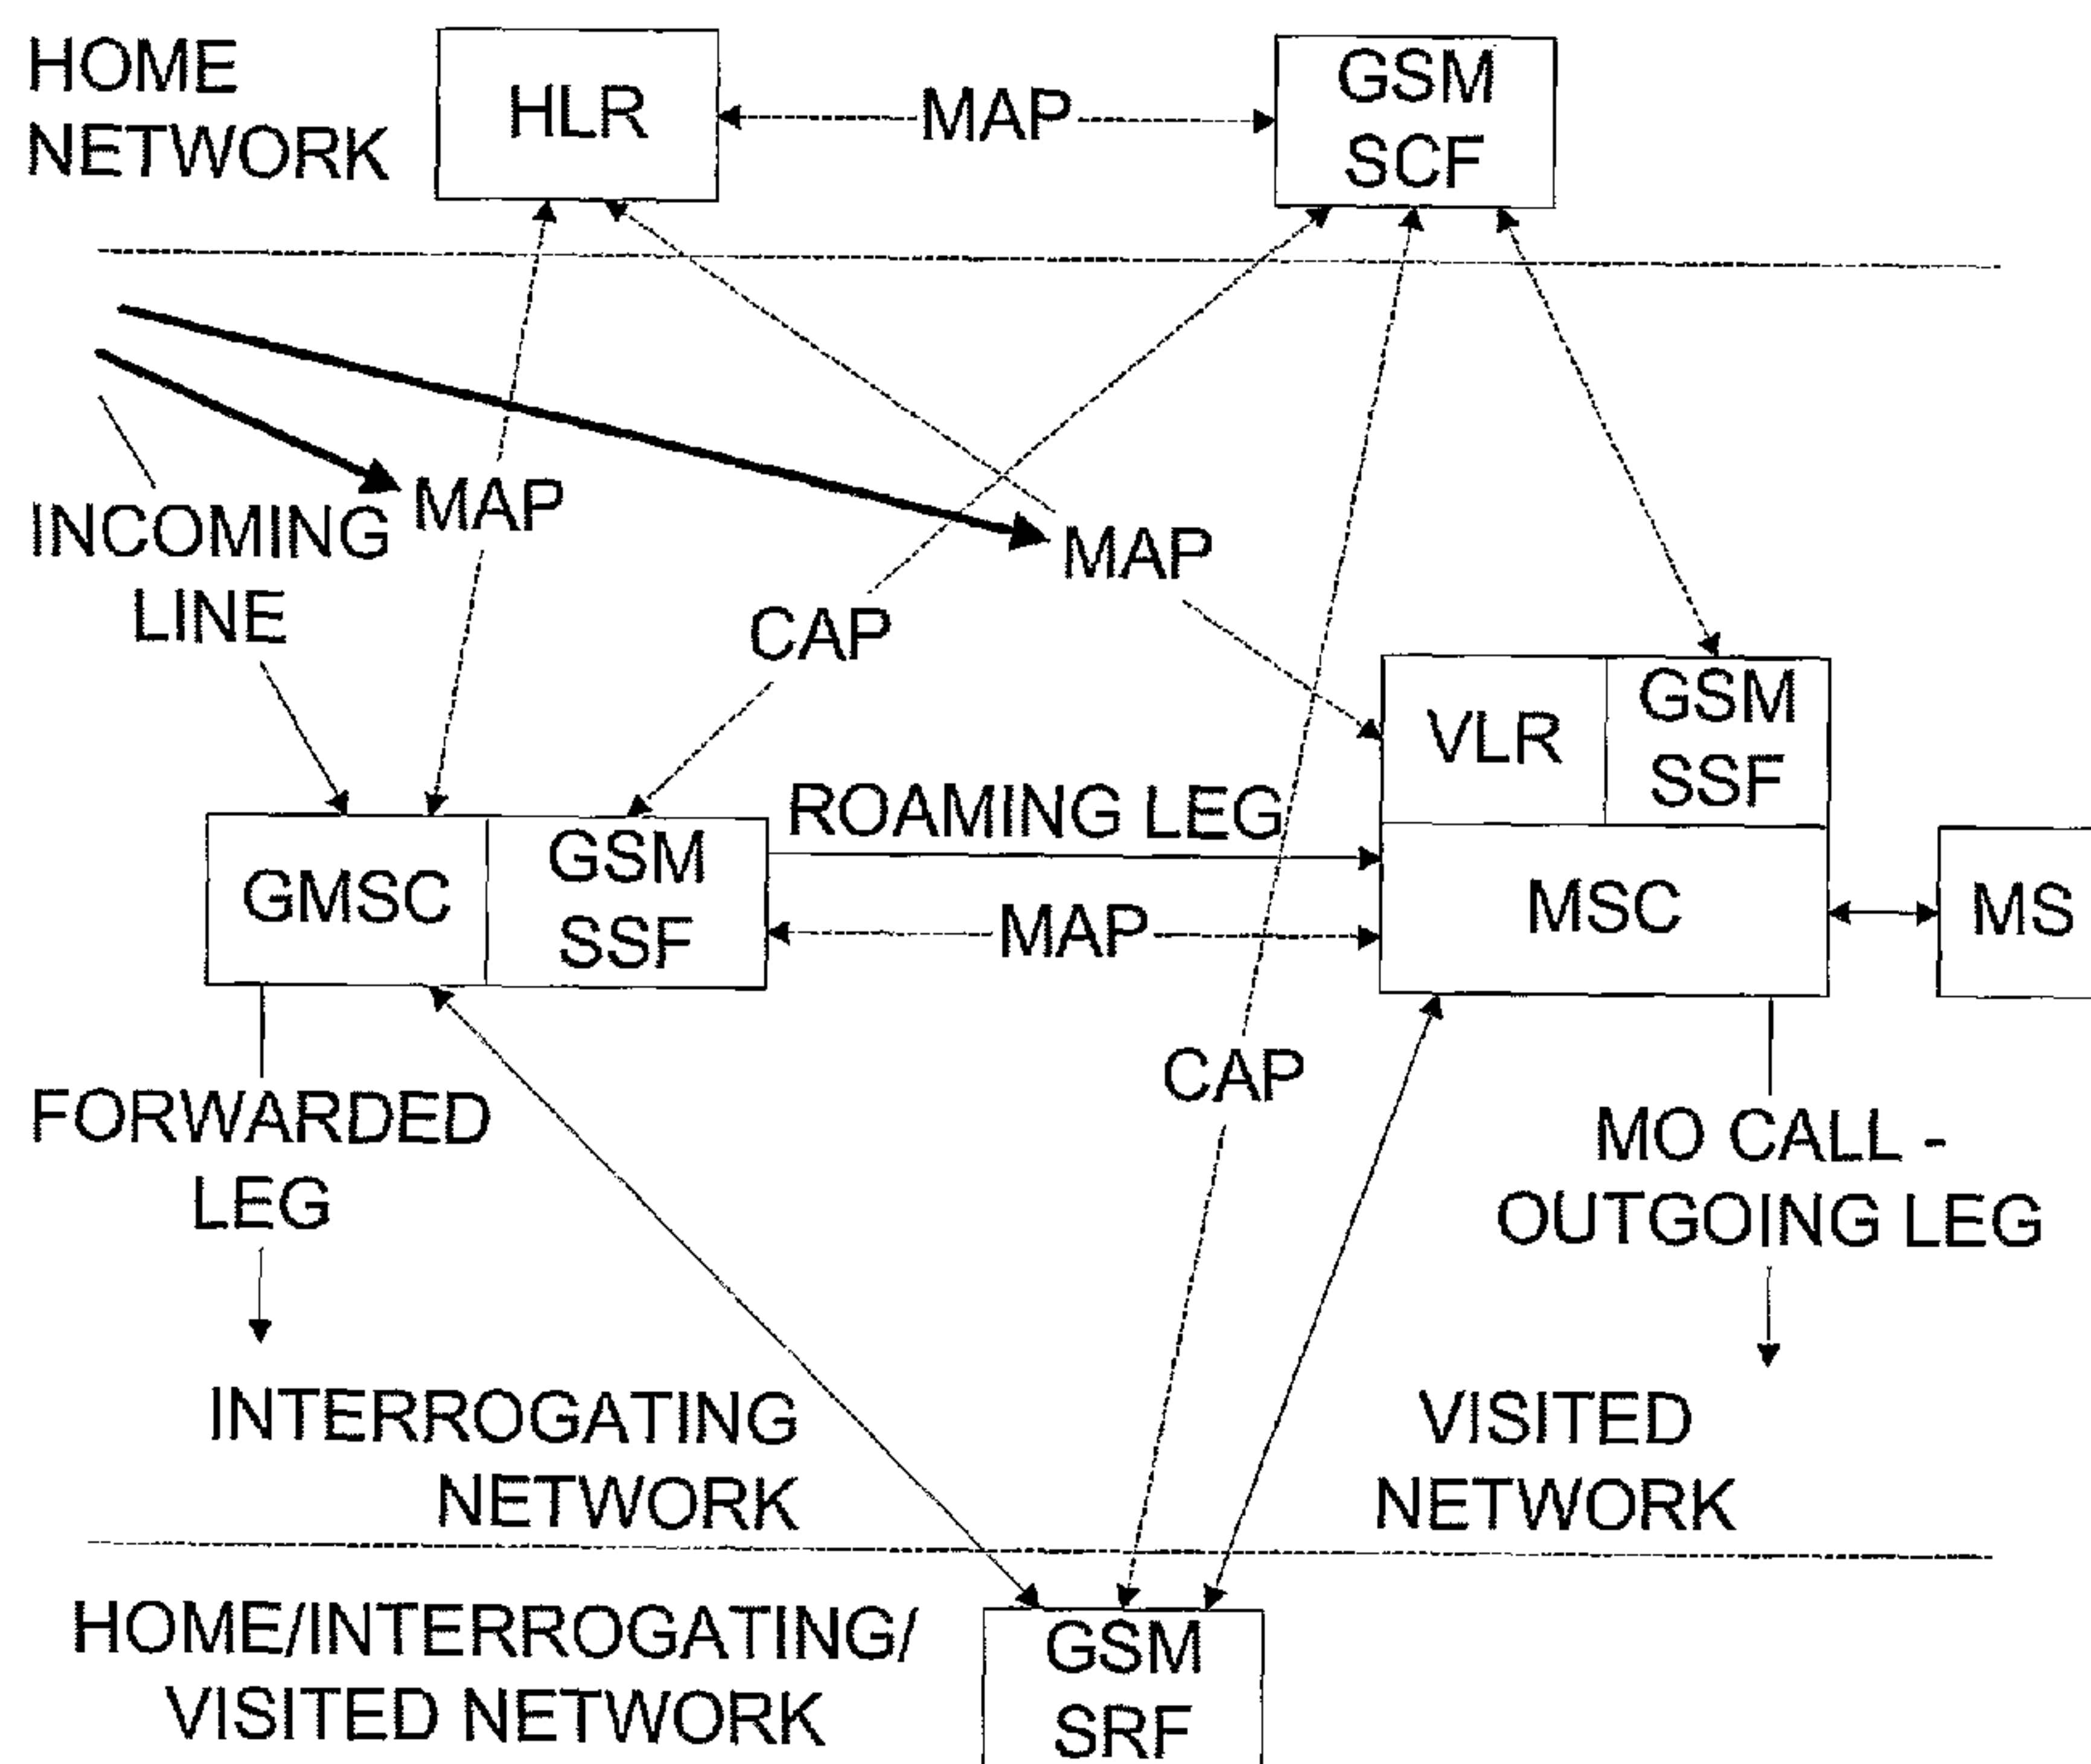 HOME
NETWORK
HLR
MAP
GSM
SCF
INCOMING
LINE
MAP
MAP
CAP
VLR
GSM
SSF
ROAMING LEG
GMSC
GSM
SSF
MAP
MSC
MS
CAP
FORWARDED
LEG
MO CALL -
OUTGOING LEG
INTERROGATING
NETWORK
VISITED
NETWORK
HOME/INTERROGATING/
VISITED NETWORK
GSM
SRF